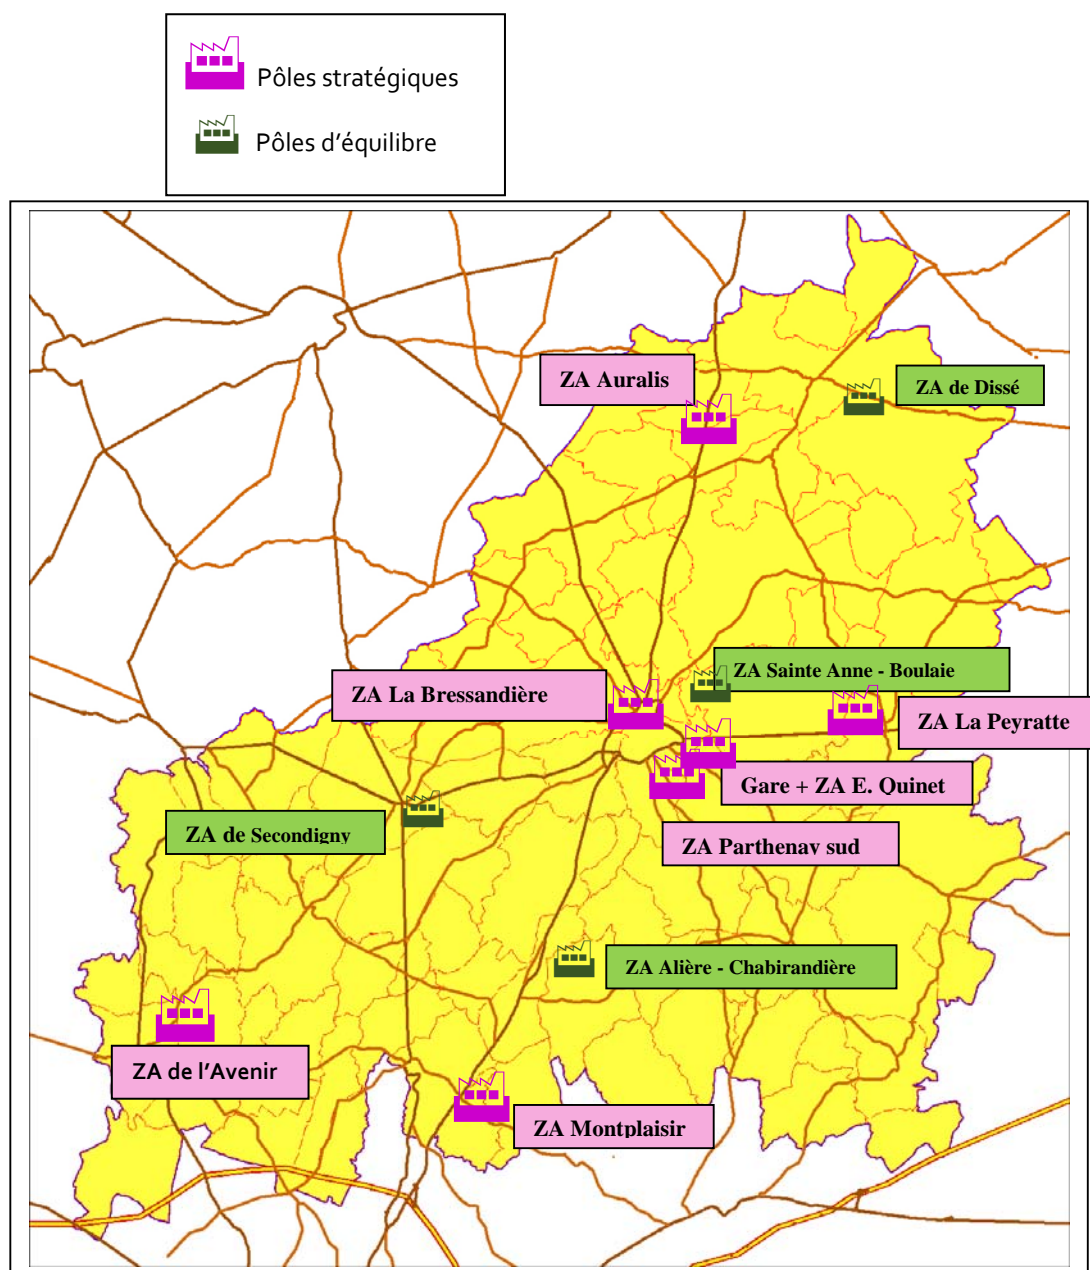 Pôles stratégiques
Pôles d'équilibre
ZA Auralis
ZA de Dissé
ZA Sainte Anne - Boulaie
ZA La Bressandière
ZA La Peyratte
Gare + ZA E. Quinet
ZA de Secondigny
ZA Parthenay sud
ZA Alière - Chabirandière
ZA de l'Avenir
ZA Montplaisir